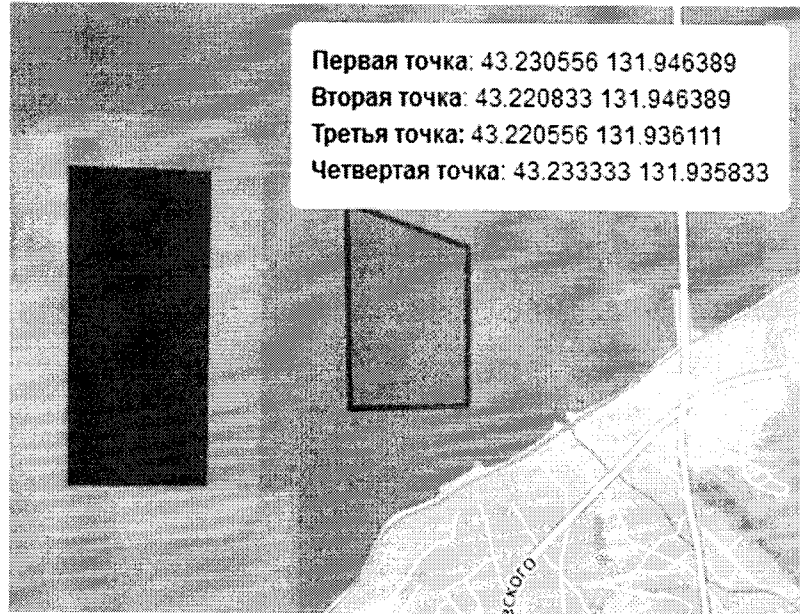 Первая точка: 43.230556 131.946389
Вторая точка: 43.220833 131.946389
Третья точка: 43.220556 131.936111
Четвертая точка: 43.233333 131.935833
еского